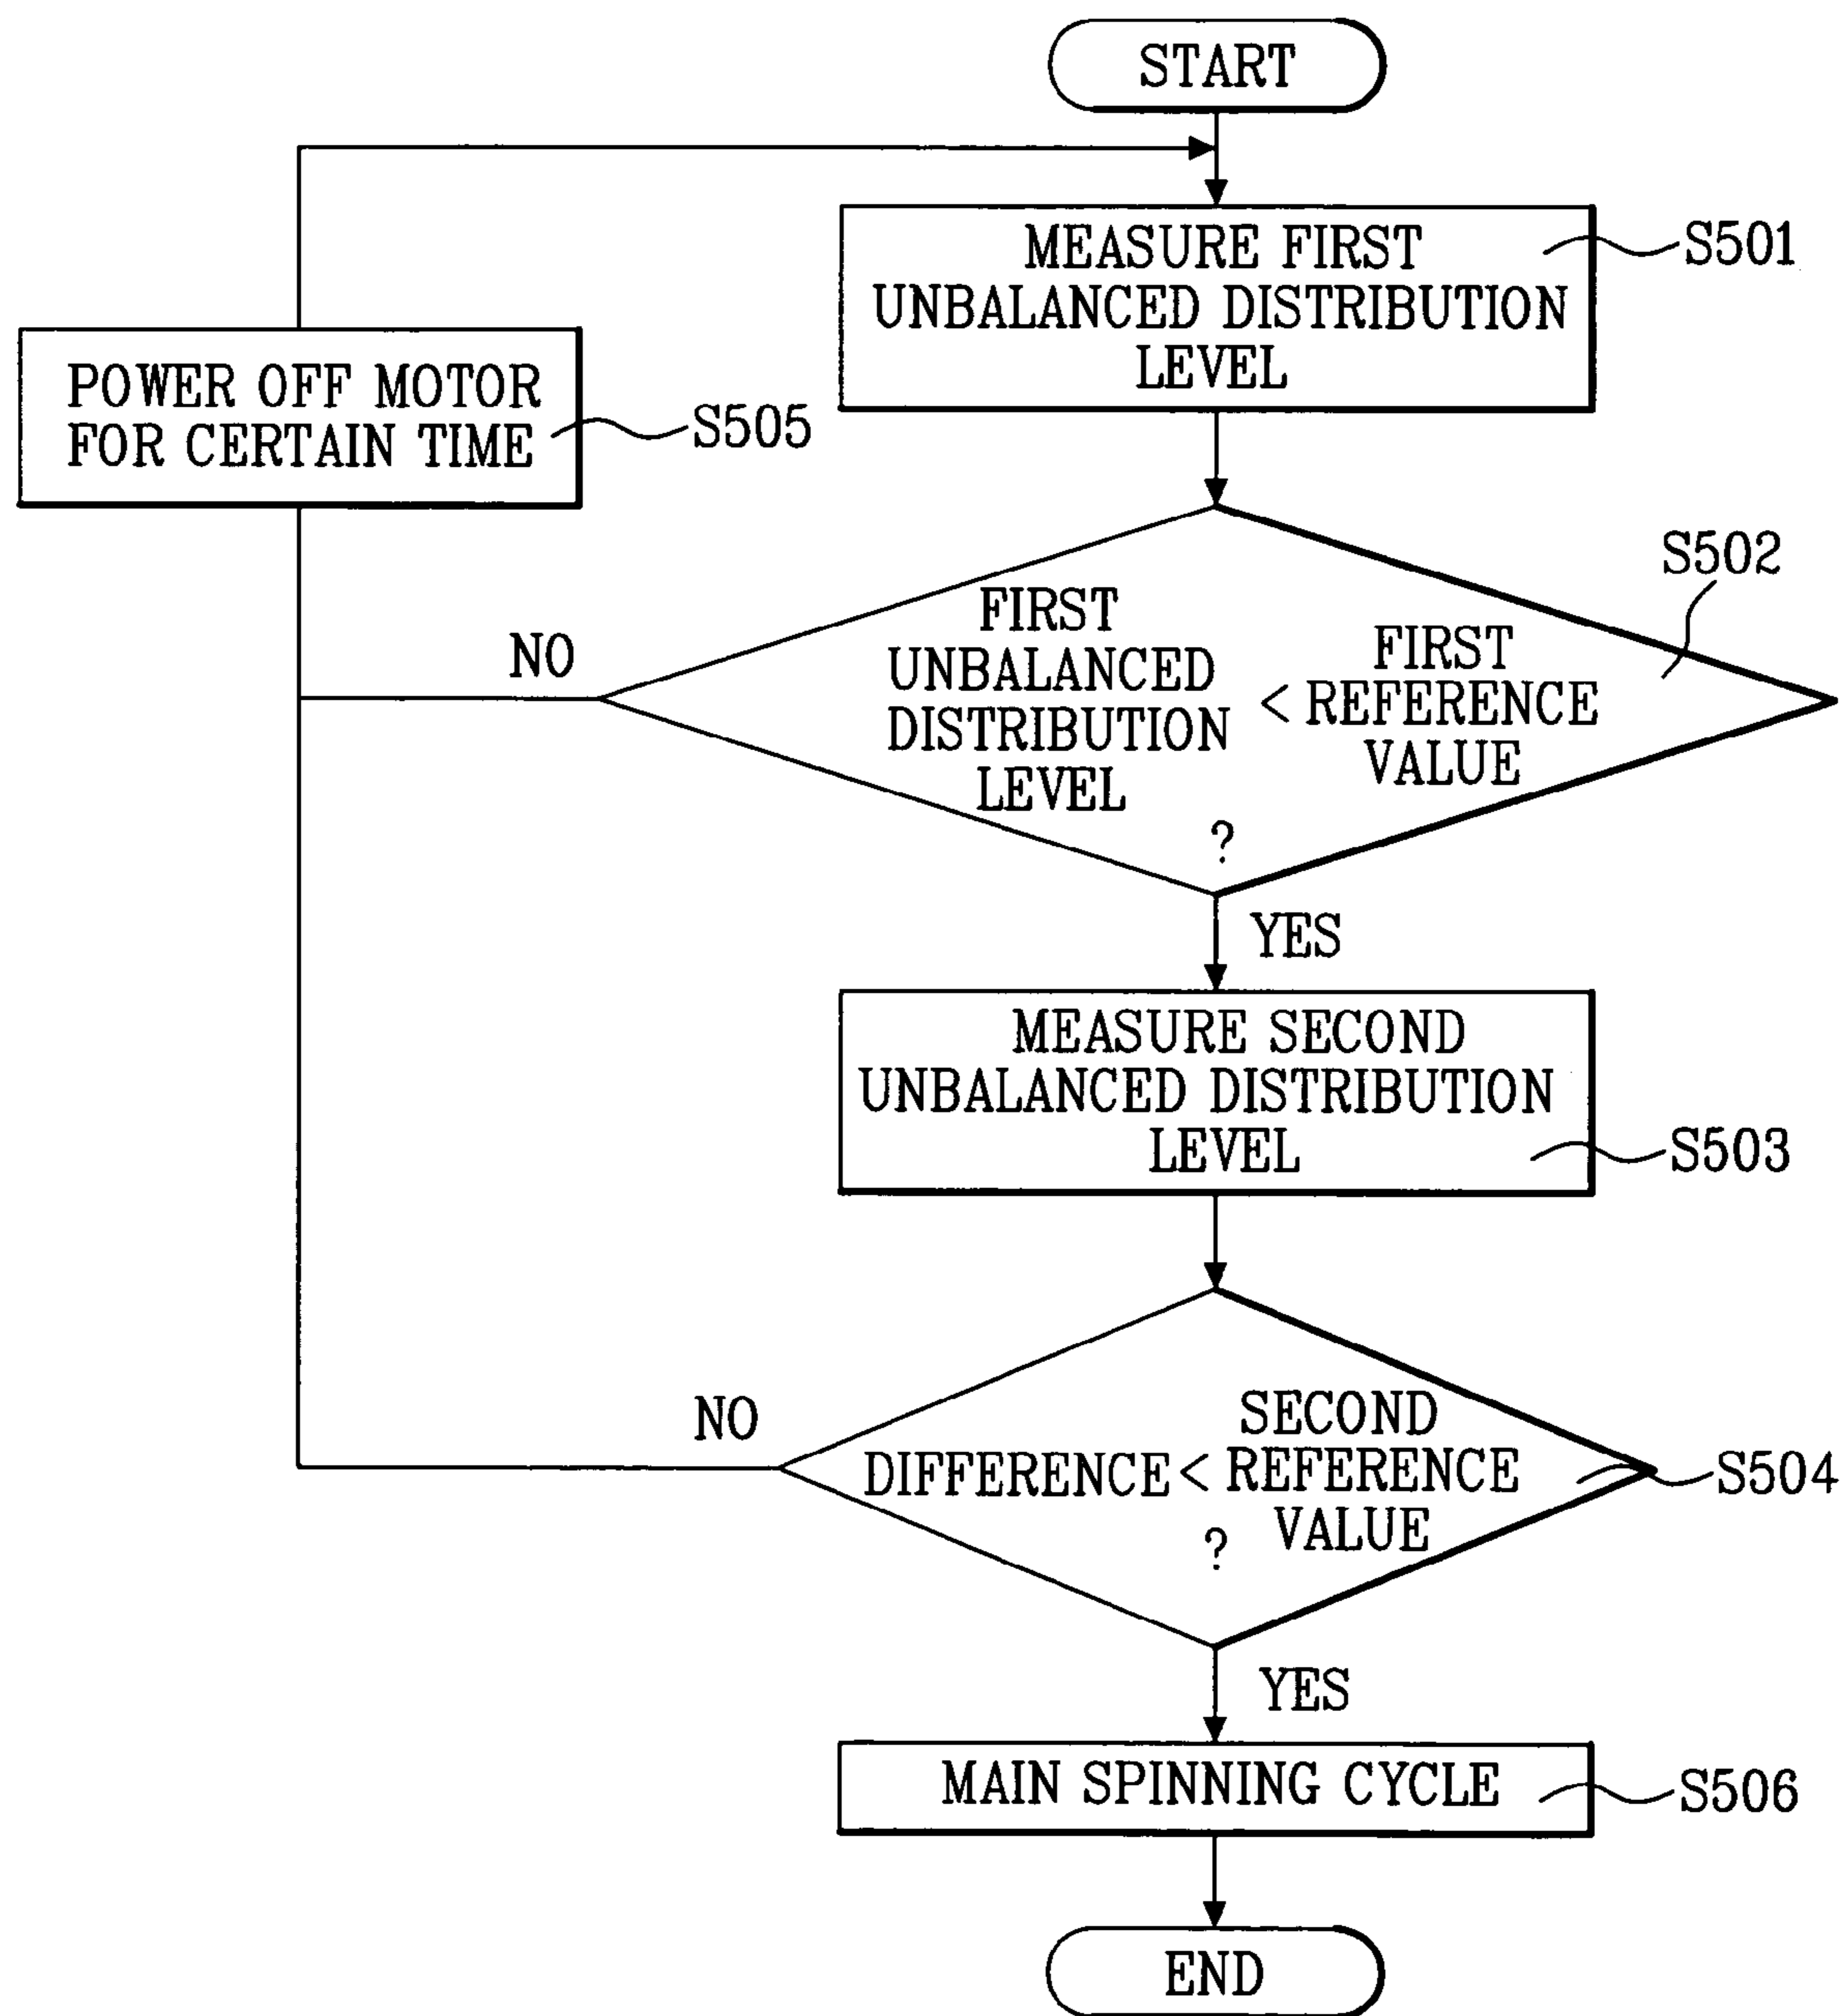 START
MEASURE FIRST
UNBALANCED DISTRIBUTION
LEVEL
S501
POWER OFF MOTOR
FOR CERTAIN TIME
S505
S502
FIRST
UNBALANCED
DISTRIBUTION
LEVEL
<
FIRST
REFERENCE
VALUE
?
NO
YES
MEASURE SECOND
UNBALANCED DISTRIBUTION
LEVEL
S503
NO
DIFFERENCE <
SECOND
REFERENCE
VALUE
?
S504
YES
MAIN SPINNING CYCLE
S506
END